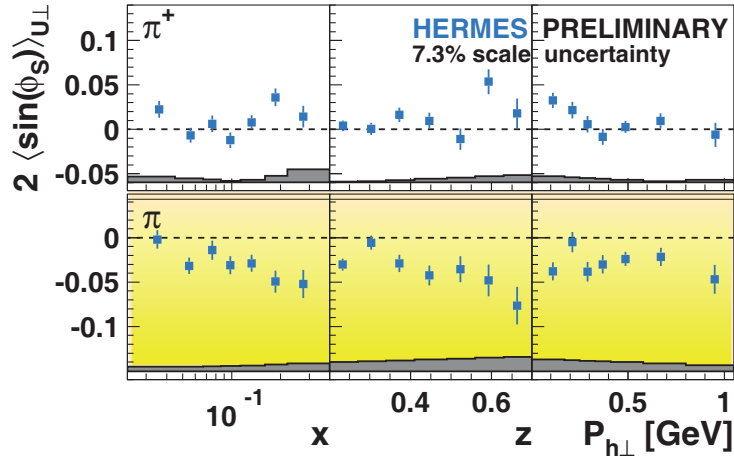 2 ⟨sin(ϕS)⟩U⊥
π+
HERMES PRELIMINARY
7.3% scale uncertainty
0.1
0.05
0
-0.05
π
0
-0.05
-0.1
10-1
0.4 0.6
0.5 1
x
z
Ph⊥ [GeV]